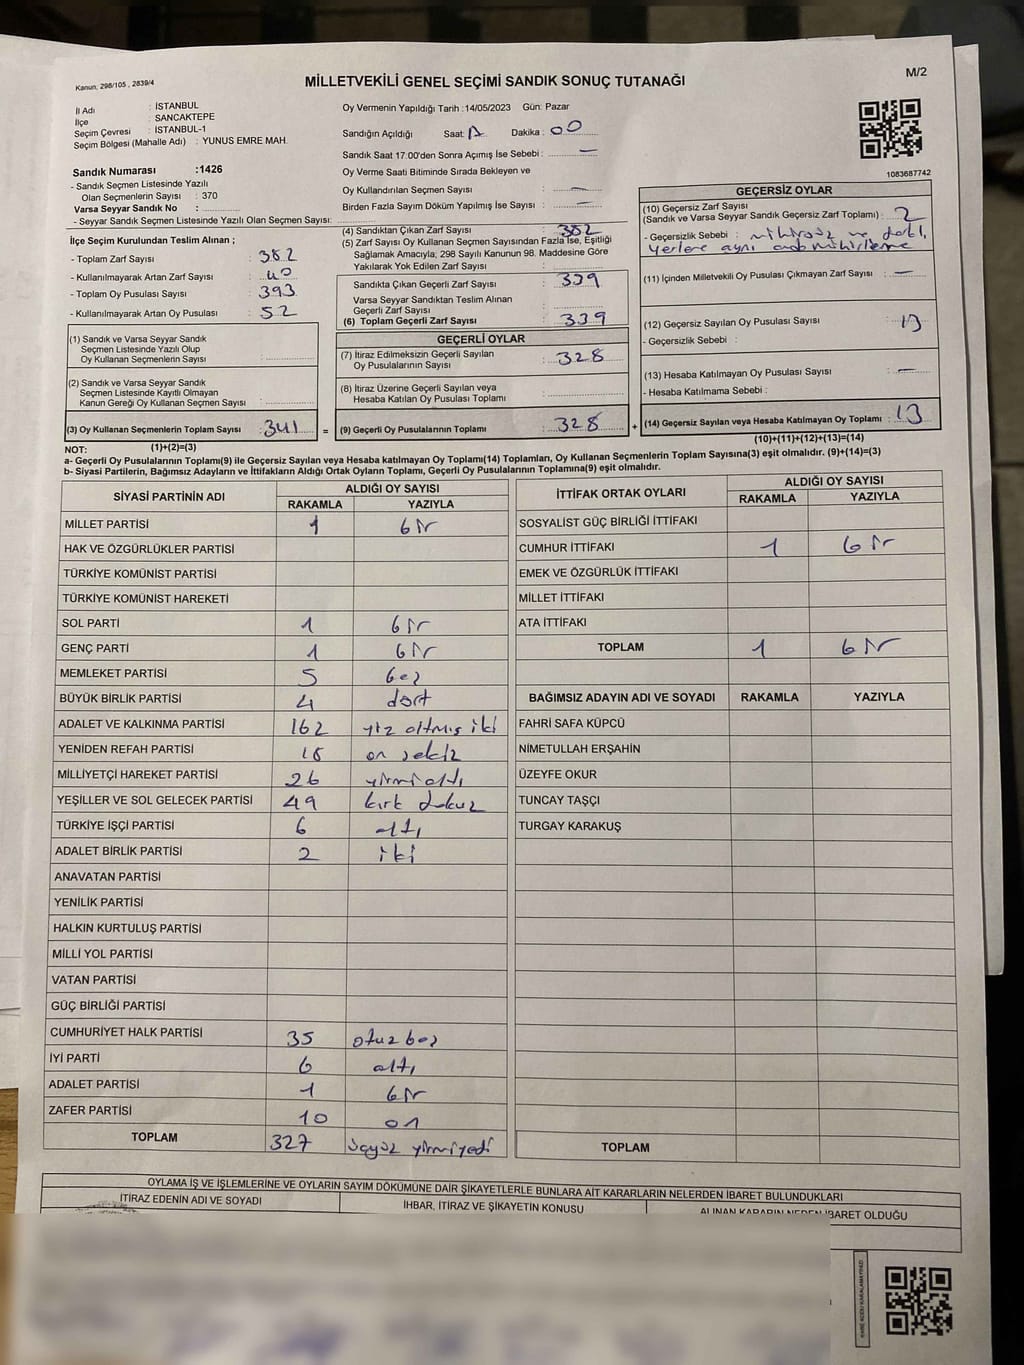 Kanun, 298/105 , 2839/4
MİLLETVEKİLİ GENEL SEÇİMİ SANDIK SONUÇ TUTANAĞI
M/2
İl Adı : İSTANBUL
İlçe : SANCAKTEPE
Seçim Çevresi : İSTANBUL-1
Seçim Bölgesi (Mahalle Adı) : YUNUS EMRE MAH.
Oy Vermenin Yapıldığı Tarih :14/05/2023 Gün: Pazar
Sandığın Açıldığı Saat: Dakika : 00
Sandık Saat 17:00'den Sonra Açımış İse Sebebi : —
Oy Verme Saati Bitiminde Sırada Bekleyen ve
Oy Kullandırılan Seçmen Sayısı : —
Birden Fazla Sayım Döküm Yapılmış İse Sayısı : —
Sandık Numarası :1426
- Sandık Seçmen Listesinde Yazılı
Olan Seçmenlerin Sayısı : 370
Varsa Seyyar Sandık No :
- Seyyar Sandık Seçmen Listesinde Yazılı Olan Seçmen Sayısı:
1083687742
İlçe Seçim Kurulundan Teslim Alınan ;
- Toplam Zarf Sayısı : 382
- Kullanılmayarak Artan Zarf Sayısı : 40
- Toplam Oy Pusulası Sayısı : 393
- Kullanılmayarak Artan Oy Pusulası : 52
(1) Sandık ve Varsa Seyyar Sandık
Seçmen Listesinde Yazılı Olup
Oy Kullanan Seçmenlerin Sayısı :
(2) Sandık ve Varsa Seyyar Sandık
Seçmen Listesinde Kayıtlı Olmayan
Kanun Gereği Oy Kullanan Seçmen Sayısı :
(3) Oy Kullanan Seçmenlerin Toplam Sayısı : 341
(1)+(2)=(3)
(4) Sandıktan Çıkan Zarf Sayısı : 382
(5) Zarf Sayısı Oy Kullanan Seçmen Sayısından Fazla İse, Eşitliği
Sağlamak Amacıyla; 298 Sayılı Kanunun 98. Maddesine Göre
Yakılarak Yok Edilen Zarf Sayısı :
Sandıkta Çıkan Geçerli Zarf Sayısı : 339
Varsa Seyyar Sandıktan Teslim Alınan
Geçerli Zarf Sayısı :
(6) Toplam Geçerli Zarf Sayısı : 339
GEÇERLİ OYLAR
(7) İtiraz Edilmeksizin Geçerli Sayılan
Oy Pusulalarının Sayısı : 328
(8) İtiraz Üzerine Geçerli Sayılan veya
Hesaba Katılan Oy Pusulası Toplamı :
= (9) Geçerli Oy Pusulalarının Toplamı : 328
GEÇERSİZ OYLAR
(10) Geçersiz Zarf Sayısı
(Sandık ve Varsa Seyyar Sandık Geçersiz Zarf Toplamı) : 2
- Geçersizlik Sebebi : mühürsüz ve
yerlere aynı
(11) İçinden Milletvekili Oy Pusulası Çıkmayan Zarf Sayısı : —
(12) Geçersiz Sayılan Oy Pusulası Sayısı :
- Geçersizlik Sebebi :
(13) Hesaba Katılmayan Oy Pusulası Sayısı : —
- Hesaba Katılmama Sebebi :
+ (14) Geçersiz Sayılan veya Hesaba Katılmayan Oy Toplamı : 13
(10)+(11)+(12)+(13)=(14)
NOT:
a- Geçerli Oy Pusulalarının Toplamı(9) ile Geçersiz Sayılan veya Hesaba Katılmayan Oy Toplamı(14) Toplamları, Oy Kullanan Seçmenlerin Toplam Sayısına(3) eşit olmalıdır. (9)+(14)=(3)
b- Siyasi Partilerin, Bağımsız Adayların ve İttifakların Aldığı Ortak Oyların Toplamı, Geçerli Oy Pusulalarının Toplamına(9) eşit olmalıdır.
SİYASİ PARTİNİN ADI ALDIĞI OY SAYISI
RAKAMLA YAZIYLA
MİLLET PARTİSİ 1 bir
HAK VE ÖZGÜRLÜKLER PARTİSİ
TÜRKİYE KOMÜNİST PARTİSİ
TÜRKİYE KOMÜNİST HAREKETİ
SOL PARTİ 1 bir
GENÇ PARTİ 1 bir
MEMLEKET PARTİSİ 5 beş
BÜYÜK BİRLİK PARTİSİ 4 dört
ADALET VE KALKINMA PARTİSİ 162 yüz altmış iki
YENİDEN REFAH PARTİSİ 18 on sekiz
MİLLİYETÇİ HAREKET PARTİSİ 26 yirmi altı
YEŞİLLER VE SOL GELECEK PARTİSİ 49 kırk dokuz
TÜRKİYE İŞÇİ PARTİSİ 6 altı
ADALET BİRLİK PARTİSİ 2 iki
ANAVATAN PARTİSİ
YENİLİK PARTİSİ
HALKIN KURTULUŞ PARTİSİ
MİLLİ YOL PARTİSİ
VATAN PARTİSİ
GÜÇ BİRLİĞİ PARTİSİ
CUMHURİYET HALK PARTİSİ 35 otuz beş
İYİ PARTİ 6 altı
ADALET PARTİSİ 1 bir
ZAFER PARTİSİ 10 on
TOPLAM 327 üçyüz yirmiyedi
İTTİFAK ORTAK OYLARI ALDIĞI OY SAYISI
RAKAMLA YAZIYLA
SOSYALİST GÜÇ BİRLİĞİ İTTİFAKI
CUMHUR İTTİFAKI 1 bir
EMEK VE ÖZGÜRLÜK İTTİFAKI
MİLLET İTTİFAKI
ATA İTTİFAKI
TOPLAM 1 bir
BAĞIMSIZ ADAYIN ADI VE SOYADI RAKAMLA YAZIYLA
FAHRİ SAFA KÜPCÜ
NİMETULLAH ERŞAHİN
ÜZEYFE OKUR
TUNCAY TAŞÇI
TURGAY KARAKUŞ
TOPLAM
OYLAMA İŞ VE İŞLEMLERİNE VE OYLARIN SAYIM DÖKÜMÜNE DAİR ŞİKAYETLERLE BUNLARA AİT KARARLARIN NELERDEN İBARET BULUNDUKLARI
İTİRAZ EDENİN ADI VE SOYADI İHBAR, İTİRAZ VE ŞİKAYETİN KONUSU ALINAN KARARIN NEDEN İBARET OLDUĞU